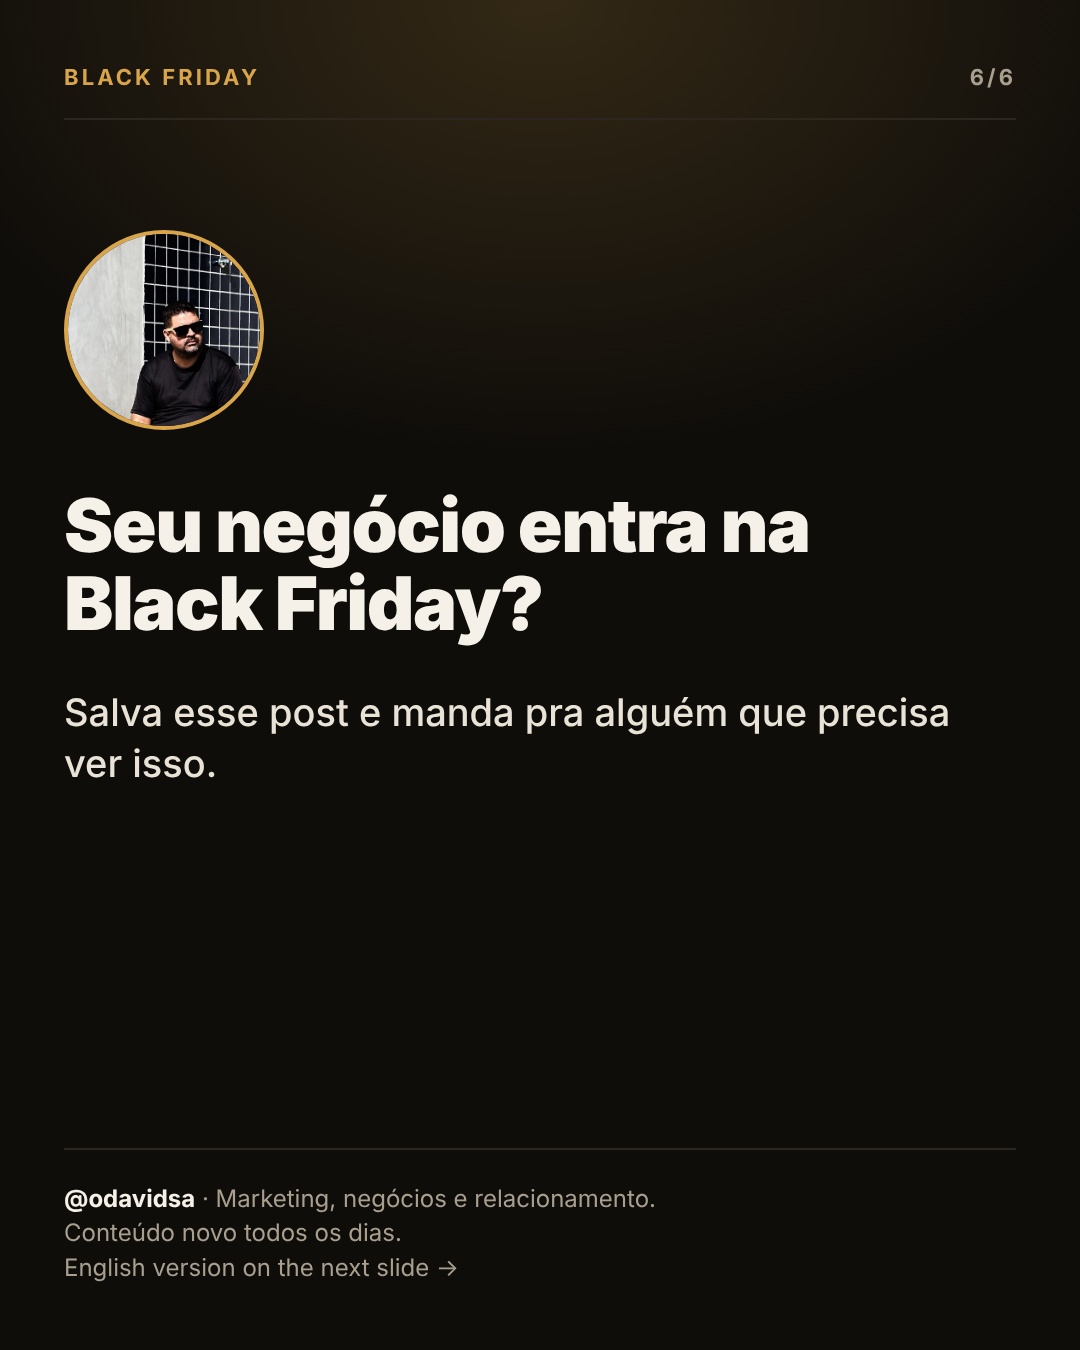 BLACK FRIDAY
6/6
Seu negócio entra na
Black Friday?
Salva esse post e manda pra alguém que precisa
ver isso.
@odavidsa · Marketing, negócios e relacionamento.
Conteúdo novo todos os dias.
English version on the next slide →